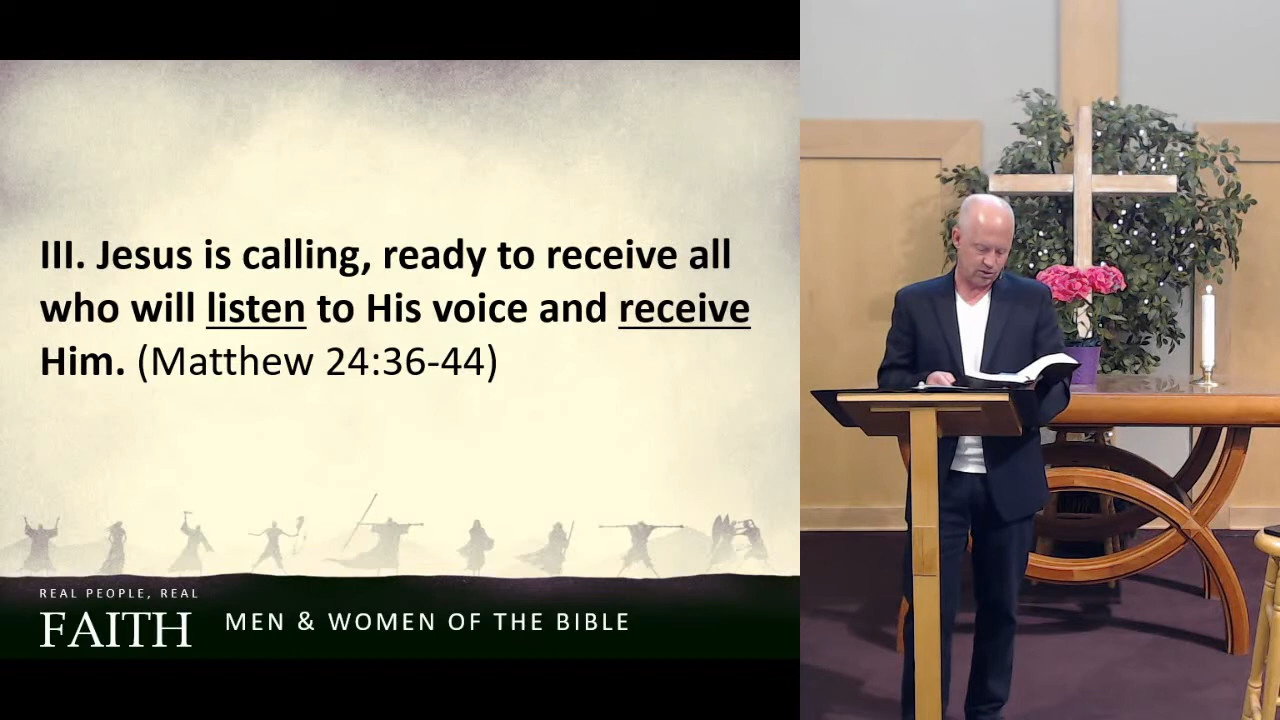 III. Jesus is calling, ready to receive all
who will listen to His voice and receive
Him. (Matthew 24:36-44)
REAL PEOPLE, REAL
FAITH
MEN & WOMEN OF THE BIBLE